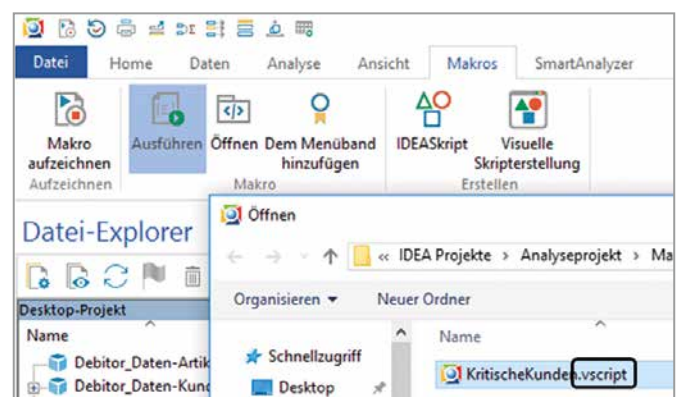 Datei Home Daten Analyse Ansicht Makros SmartAnalyzer
Makro aufzeichnen
Ausführen
Öffnen
Dem Menüband hinzufügen
IDEASkript
Visuelle Skripterstellung
Aufzeichnen
Makro
Erstellen
Datei-Explorer
Desktop-Projekt
Name
Debitor_Daten-Artik
Debitor_Daten-Kund
Öffnen
« IDEA Projekte › Analyseprojekt › Ma
Organisieren
Neuer Ordner
Schnellzugriff
Desktop
Name
KritischeKunden.vscript